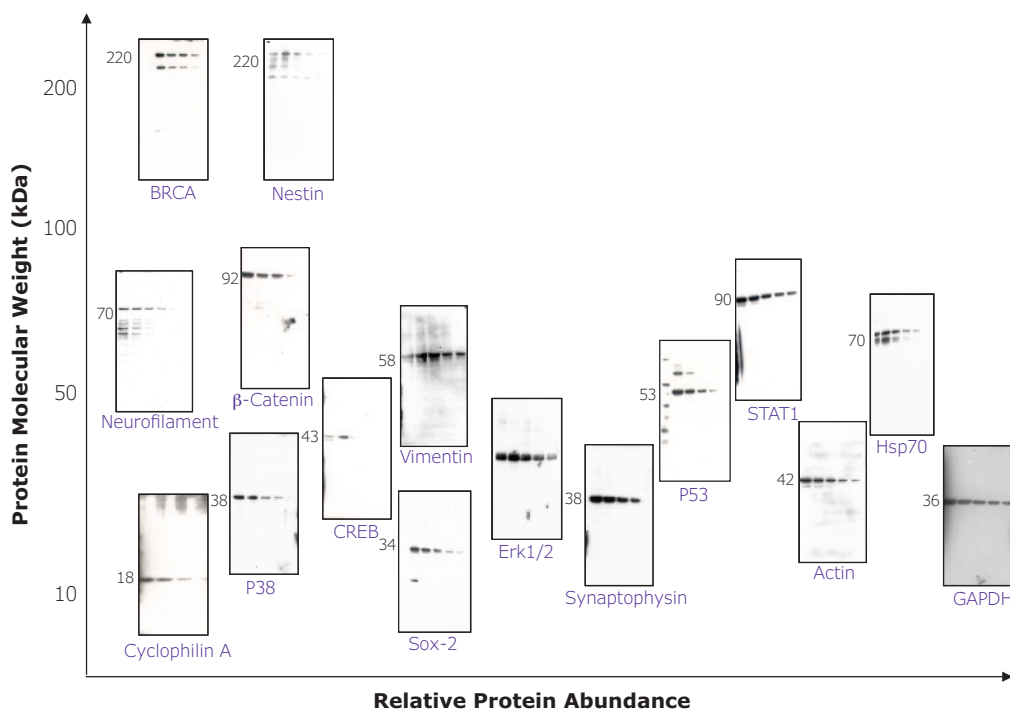 Protein Molecular Weight (kDa)
200
100
50
10
220
BRCA
220
Nestin
70
Neurofilament
92
β-Catenin
58
Vimentin
43
CREB
38
P38
18
Cyclophilin A
34
Sox-2
Erk1/2
38
Synaptophysin
53
P53
90
STAT1
42
Actin
70
Hsp70
36
GAPDH
Relative Protein Abundance